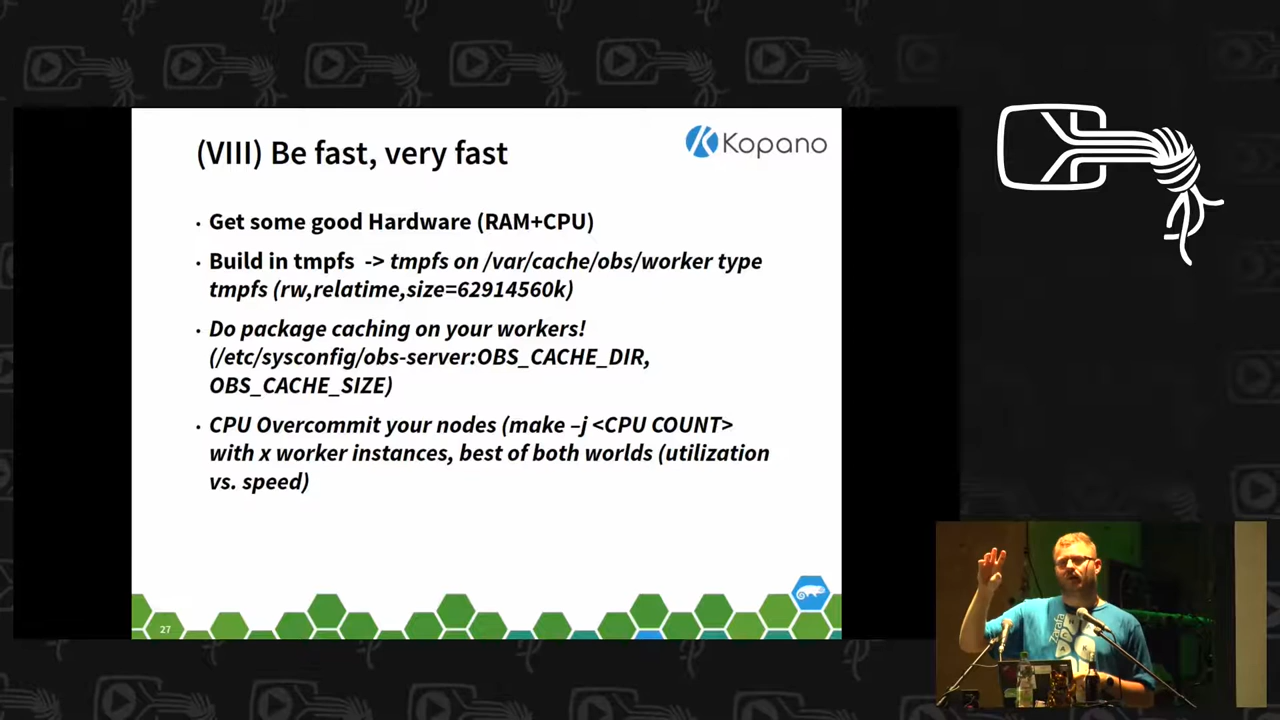 (VIII) Be fast, very fast
Kopano
• Get some good Hardware (RAM+CPU)
• Build in tmpfs -> tmpfs on /var/cache/obs/worker type
tmpfs (rw,relatime,size=62914560k)
• Do package caching on your workers!
(/etc/sysconfig/obs-server:OBS_CACHE_DIR,
OBS_CACHE_SIZE)
• CPU Overcommit your nodes (make –j <CPU COUNT>
with x worker instances, best of both worlds (utilization
vs. speed)
27
Zarafa